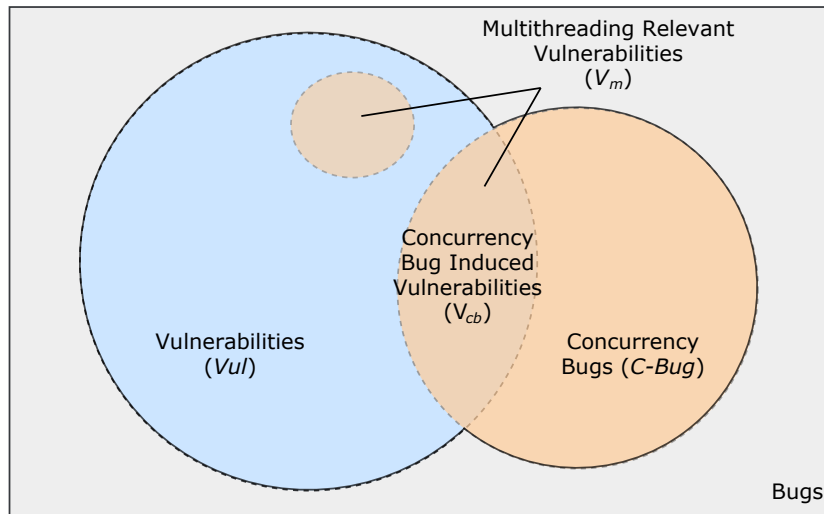 Multithreading Relevant
Vulnerabilities
(Vm)
Concurrency
Bug Induced
Vulnerabilities
(Vcb)
Vulnerabilities
(Vul)
Concurrency
Bugs (C-Bug)
Bugs